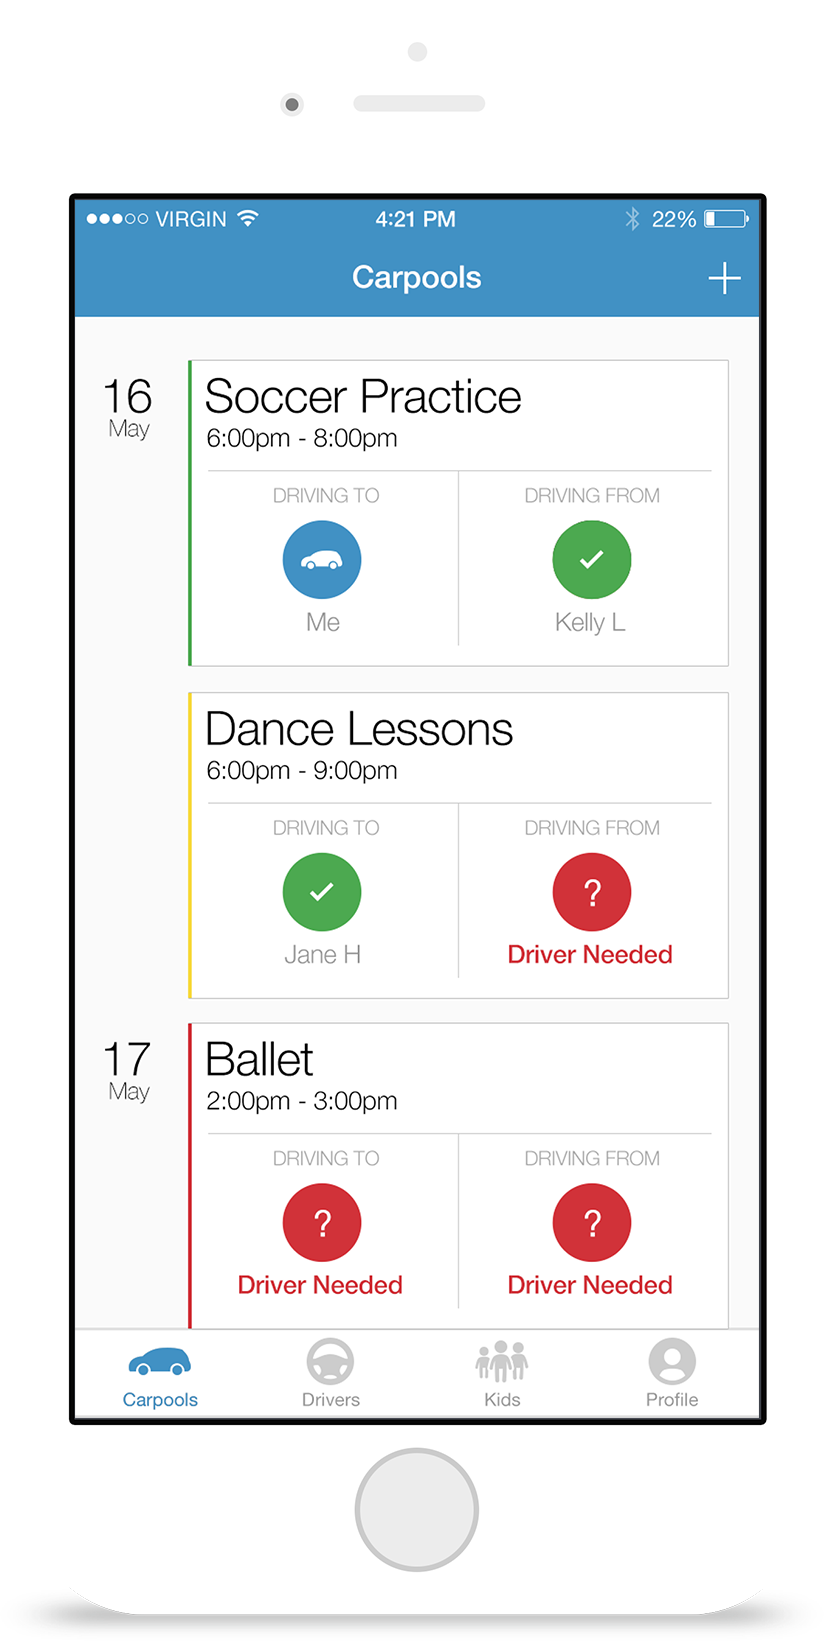 VIRGIN 4:21 PM 22%
Carpools
16
May
Soccer Practice
6:00pm - 8:00pm
DRIVING TO DRIVING FROM
Me Kelly L
Dance Lessons
6:00pm - 9:00pm
DRIVING TO DRIVING FROM
?
Jane H Driver Needed
17
May
Ballet
2:00pm - 3:00pm
DRIVING TO DRIVING FROM
? ?
Driver Needed Driver Needed
Carpools Drivers Kids Profile